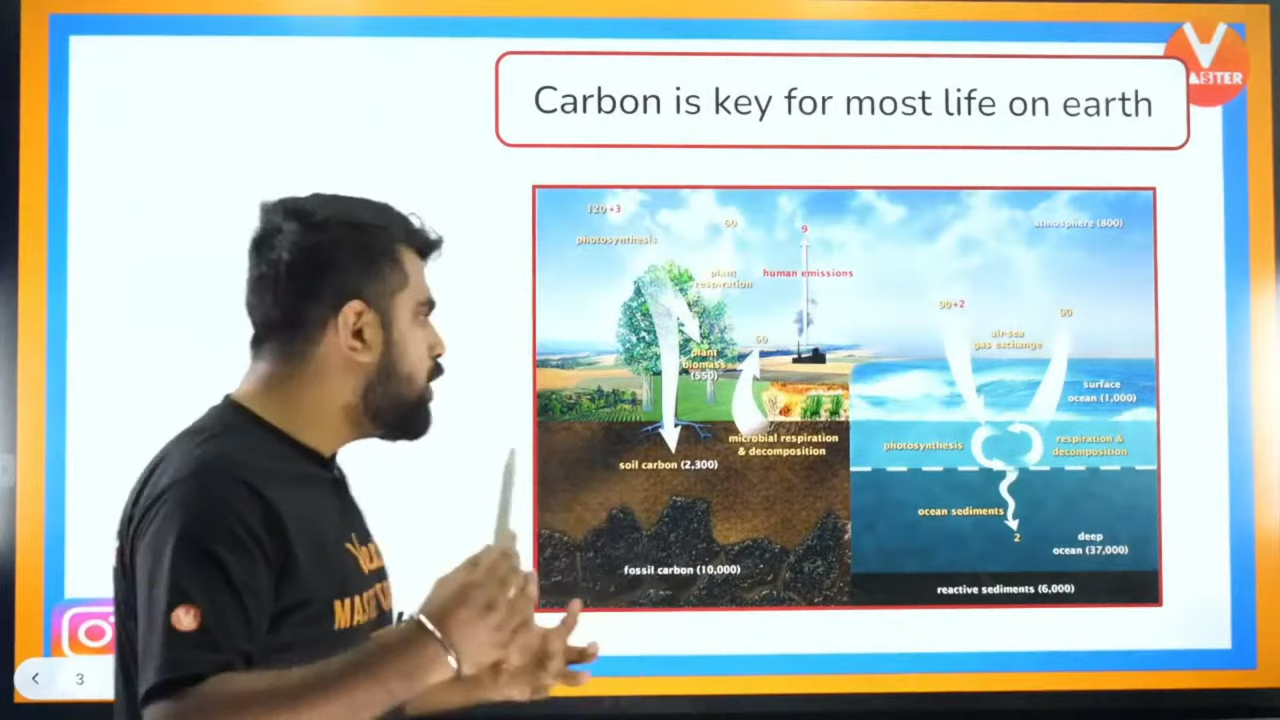 Carbon is key for most life on earth
V
MASTER
120+3
photosynthesis
60
plant
respiration
9
human emissions
atmosphere (800)
90+2
90
air-sea
gas exchange
60
plant
biomass
(550)
surface
ocean (1,000)
microbial respiration
& decomposition
soil carbon (2,300)
photosynthesis
respiration &
decomposition
ocean sediments
2
deep
ocean (37,000)
fossil carbon (10,000)
reactive sediments (6,000)
V
3